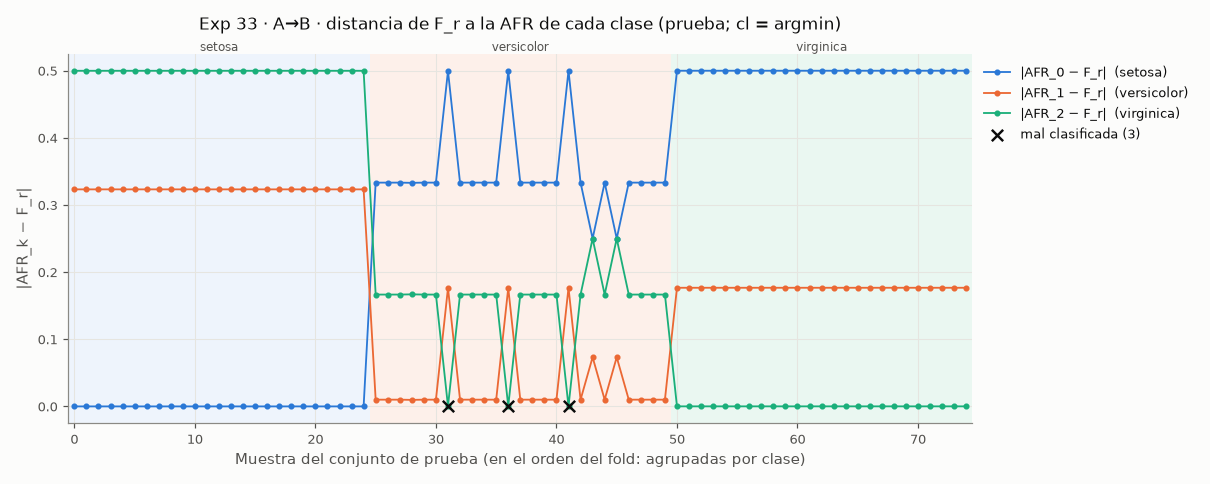 Exp 33 · A→B · distancia de F_r a la AFR de cada clase (prueba; cl = argmin)
setosa
versicolor
virginica
|AFR_0 − F_r| (setosa)
|AFR_1 − F_r| (versicolor)
|AFR_2 − F_r| (virginica)
mal clasificada (3)
|AFR_k − F_r|
0.5
0.4
0.3
0.2
0.1
0.0
0 10 20 30 40 50 60 70
Muestra del conjunto de prueba (en el orden del fold: agrupadas por clase)